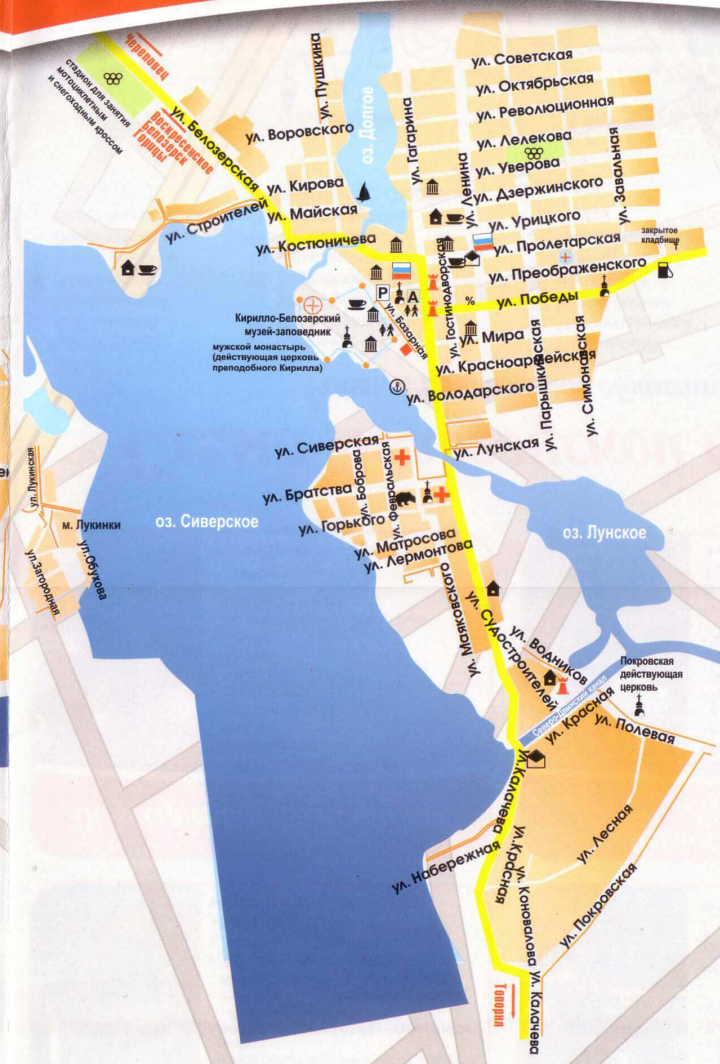 Череповец
стадион для занятия
мотоциклетным
и снегоходным кроссом
Воскресенское
Белозерск
Горицы
ул. Белозерская
ул. Пушкина
оз. Долгое
ул. Воровского
ул. Кирова
ул. Майская
ул. Строителей
ул. Костюничева
ул. Гагарина
ул. Ленина
ул. Советская
ул. Октябрьская
ул. Революционная
ул. Лелекова
ул. Уверова
ул. Дзержинского
ул. Завальная
ул. Урицкого
ул. Пролетарская
закрытое
кладбище
ул. Преображенского
ул. Победы
ул. Гостинодворская
P
A
%
ул. Базарная
Кирилло-Белозерский
музей-заповедник
мужской монастырь
(действующая церковь
преподобного Кирилла)
ул. Мира
ул. Красноармейская
ул. Парышкинская
ул. Симоновская
ул. Володарского
ул. Сиверская
ул. Лунская
ул. Братства
ул. Боброва
ул. Февральская
ул. Горького
ул. Матросова
ул. Лермонтова
ул. Маяковского
ул. Лукинская
м. Лукинки
ул. Загородная
ул. Обухова
оз. Сиверское
оз. Лунское
ул. Судостроителей
ул. Водников
Покровская
действующая
церковь
Северо-Двинский канал
ул. Красная
ул. Полевая
ул. Калачева
ул. Набережная
ул. Красная
ул. Лесная
ул. Коновалова
ул. Покровская
ул. Калачева
Топорня